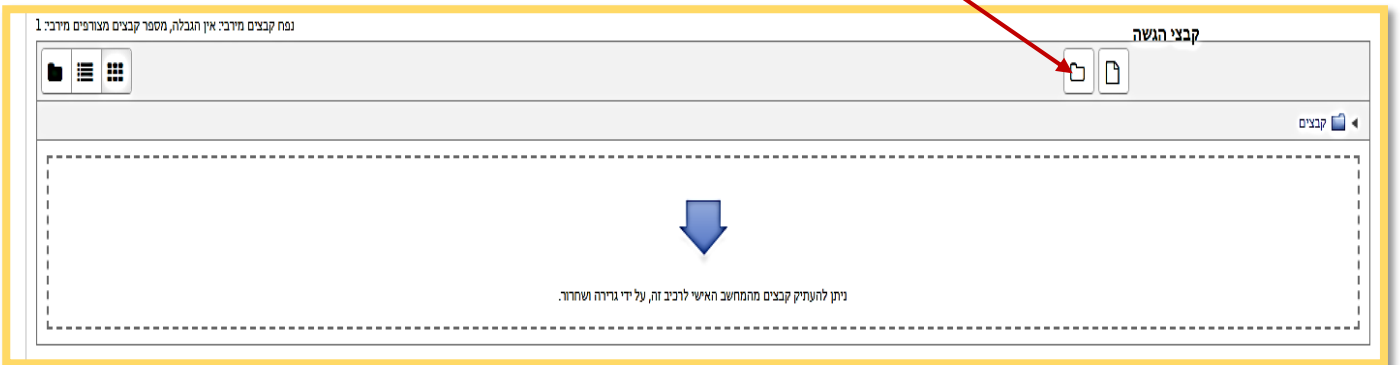 נפח קבצים מירבי: אין הגבלה, מספר קבצים מצורפים מירבי: 1
קבצי הגשה
קבצים
ניתן להעתיק קבצים מהמחשב האישי לרכיב זה, על ידי גרירה ושחרור.